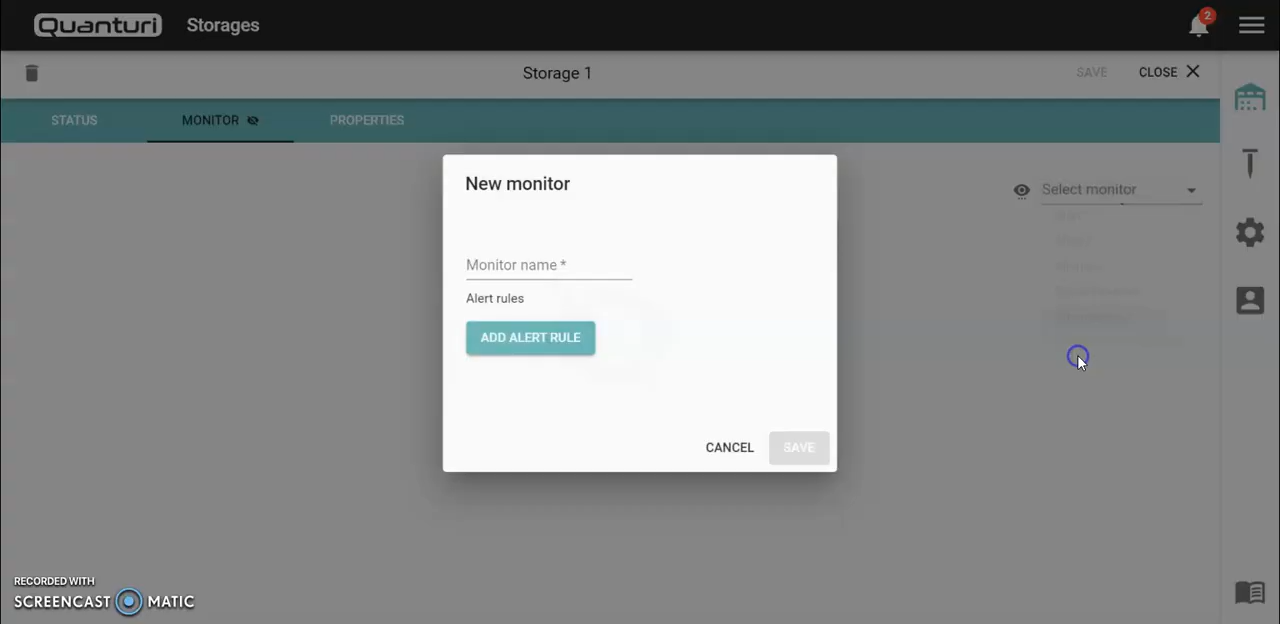 Quanturi Storages 2
Storage 1 SAVE CLOSE
STATUS MONITOR PROPERTIES
New monitor
Select monitor
Monitor name *
Alert rules
ADD ALERT RULE
CANCEL SAVE
RECORDED WITH
SCREENCAST MATIC